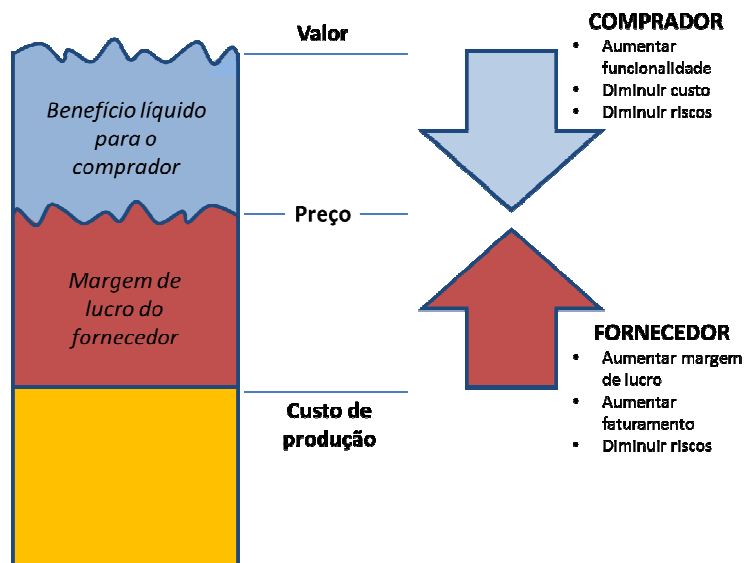 Valor
Benefício líquido
para o
comprador
Preço
Margem de
lucro do
fornecedor
Custo de
produção
COMPRADOR
• Aumentar
funcionalidade
• Diminuir custo
• Diminuir riscos
FORNECEDOR
• Aumentar margem
de lucro
• Aumentar
faturamento
• Diminuir riscos